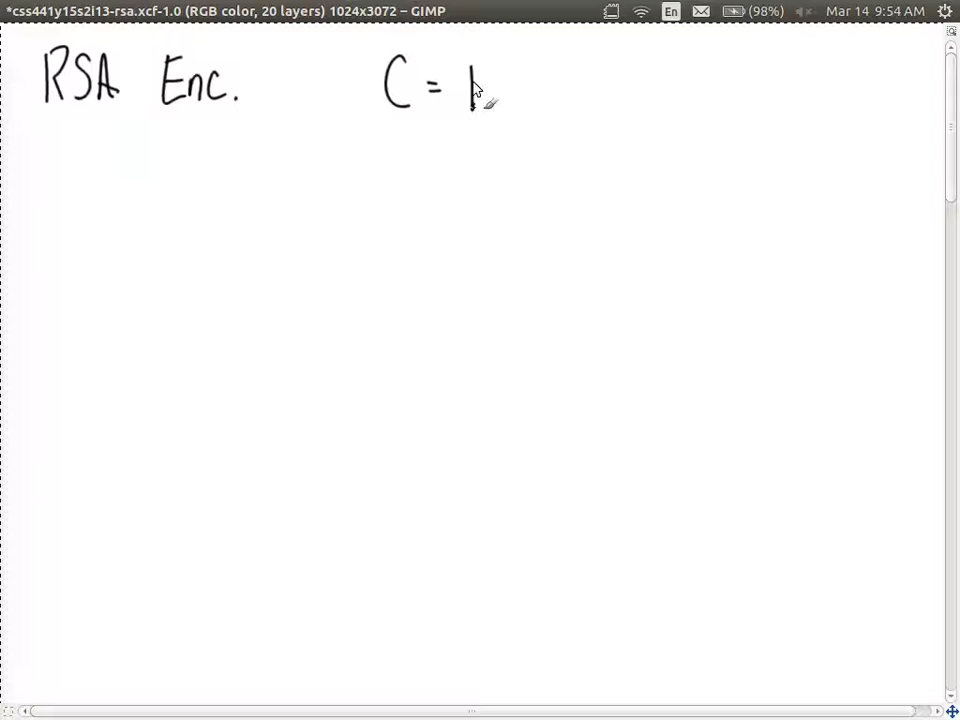 *css441y15s2i13-rsa.xcf-1.0 (RGB color, 20 layers) 1024x3072 – GIMP En (98%) Mar 14 9:54 AM
RSA Enc. C =